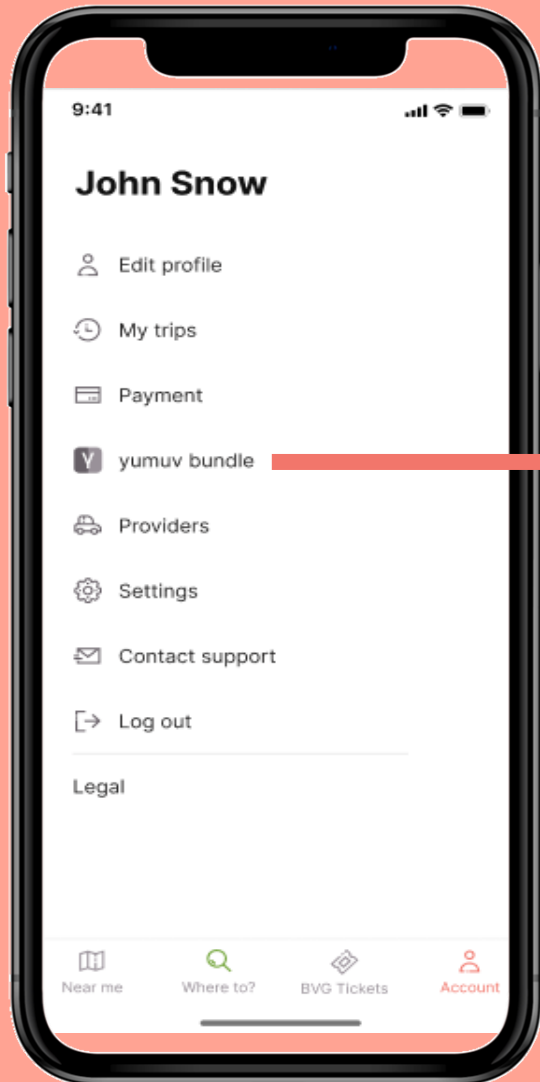 9:41
John Snow
Edit profile
My trips
Payment
Y yumuv bundle
Providers
Settings
Contact support
Log out
Legal
Near me Where to? BVG Tickets Account